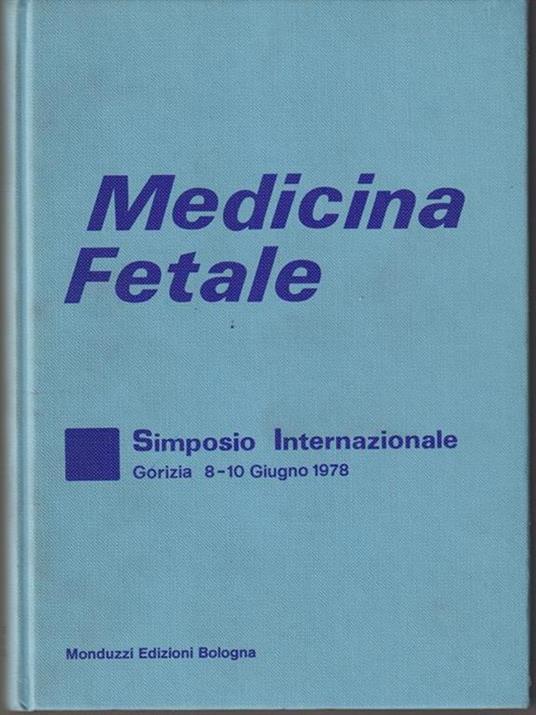 Medicina
Fetale
Simposio Internazionale
Gorizia 8-10 Giugno 1978
Monduzzi Edizioni Bologna